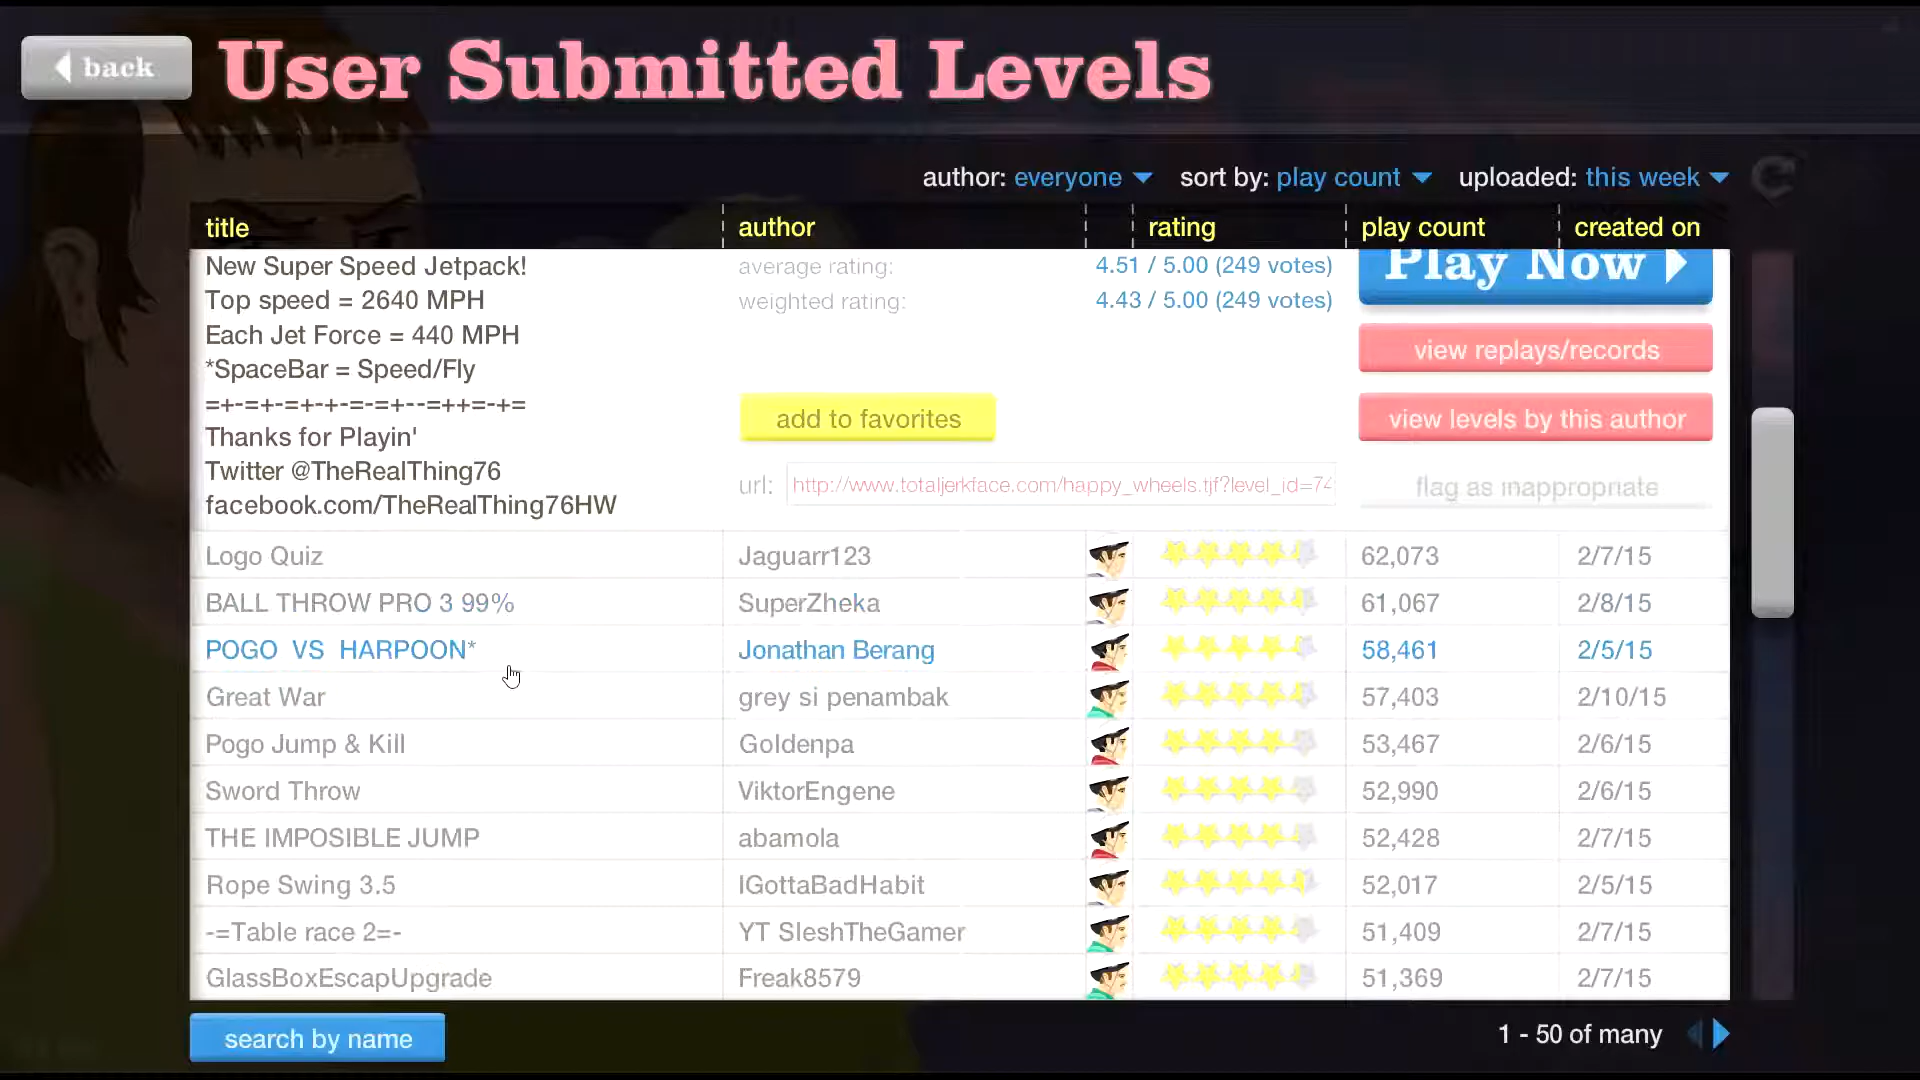 back
User Submitted Levels
author: everyone sort by: play count uploaded: this week
title author rating play count created on
New Super Speed Jetpack! average rating: 4.51 / 5.00 (249 votes) Play Now
Top speed = 2640 MPH weighted rating: 4.43 / 5.00 (249 votes)
Each Jet Force = 440 MPH view replays/records
*SpaceBar = Speed/Fly
=+-=+-=+-+-=-=+--=++=-+=
add to favorites view levels by this author
Thanks for Playin'
Twitter @TheRealThing76
url: http://www.totaljerkface.com/happy_wheels.tjf?level_id=74 flag as inappropriate
facebook.com/TheRealThing76HW
Logo Quiz Jaguarr123 62,073 2/7/15
BALL THROW PRO 3 99% SuperZheka 61,067 2/8/15
POGO VS HARPOON* Jonathan Berang 58,461 2/5/15
Great War grey si penambak 57,403 2/10/15
Pogo Jump & Kill Goldenpa 53,467 2/6/15
Sword Throw ViktorEngene 52,990 2/6/15
THE IMPOSIBLE JUMP abamola 52,428 2/7/15
Rope Swing 3.5 IGottaBadHabit 52,017 2/5/15
-=Table race 2=- YT SleshTheGamer 51,409 2/7/15
GlassBoxEscapUpgrade Freak8579 51,369 2/7/15
search by name 1 - 50 of many